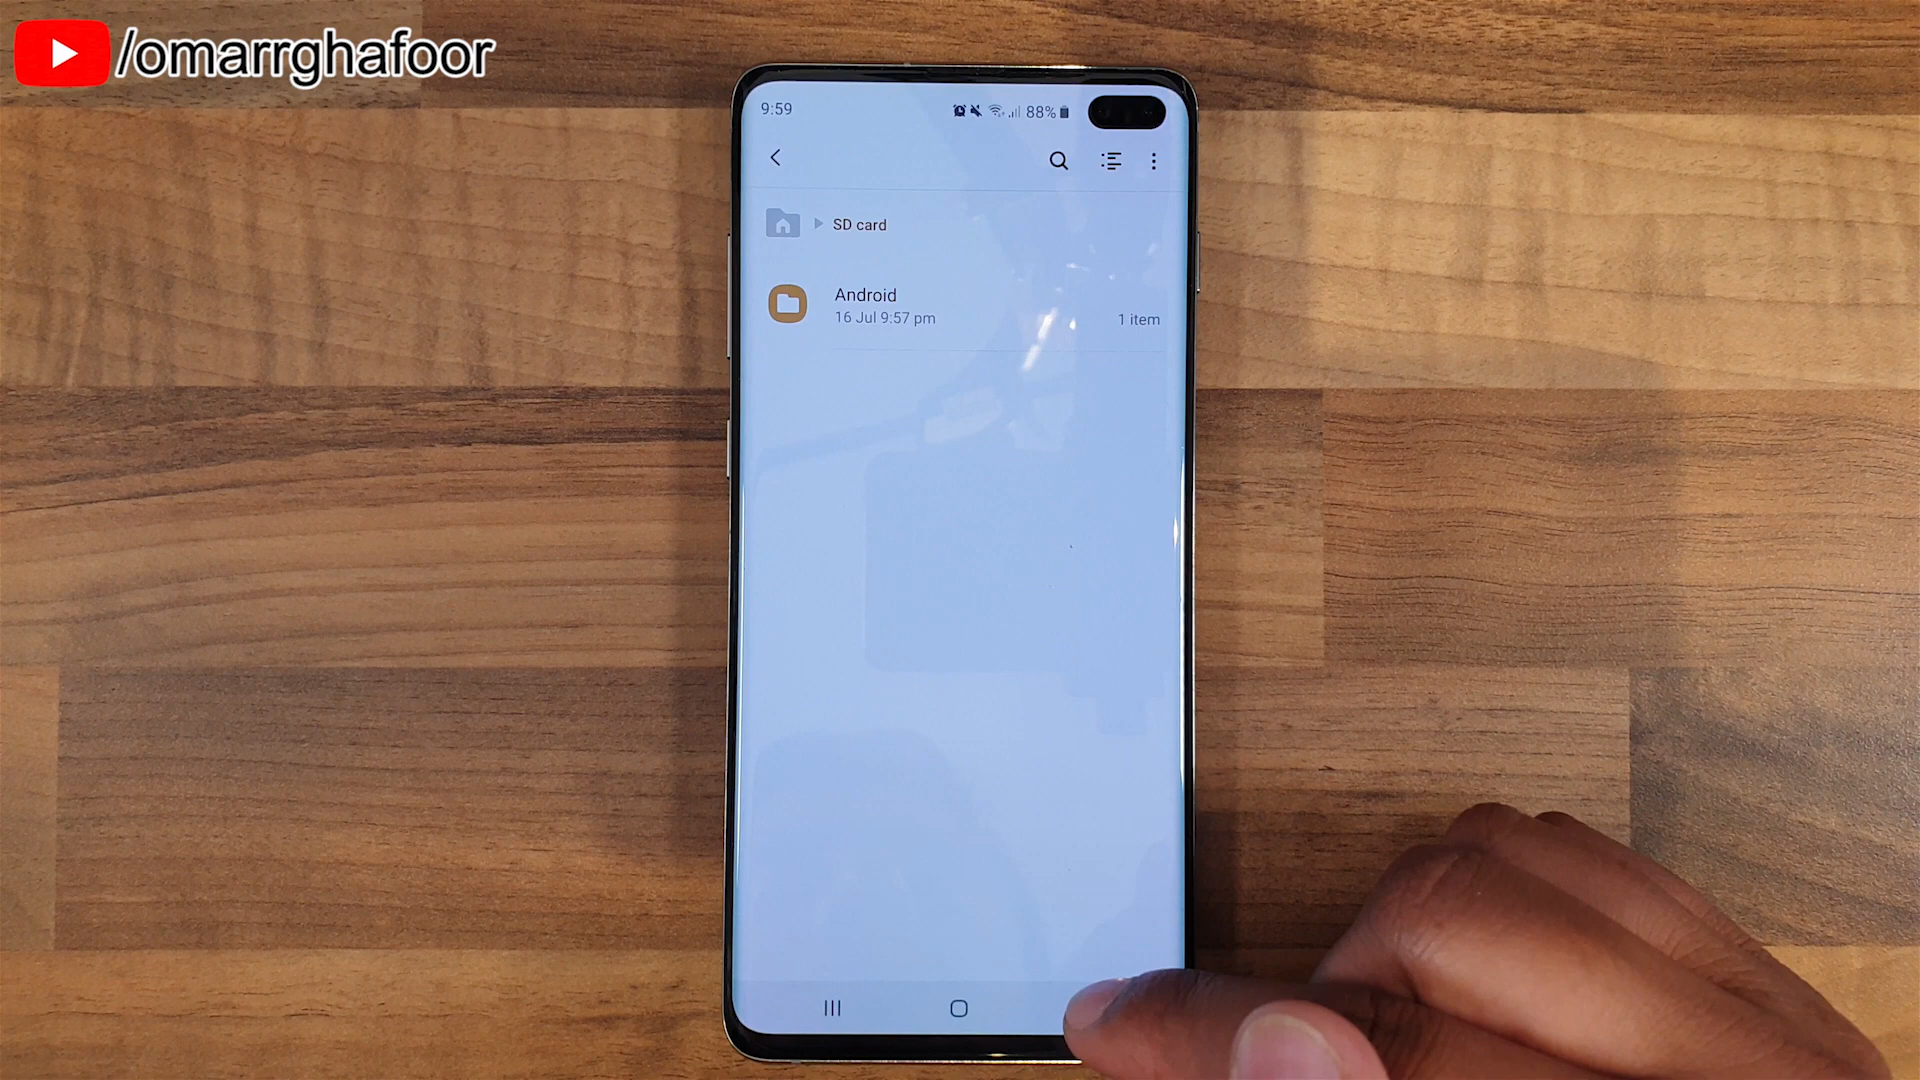 /omarrghafoor
9:59
88%
SD card
Android
16 Jul 9:57 pm
1 item